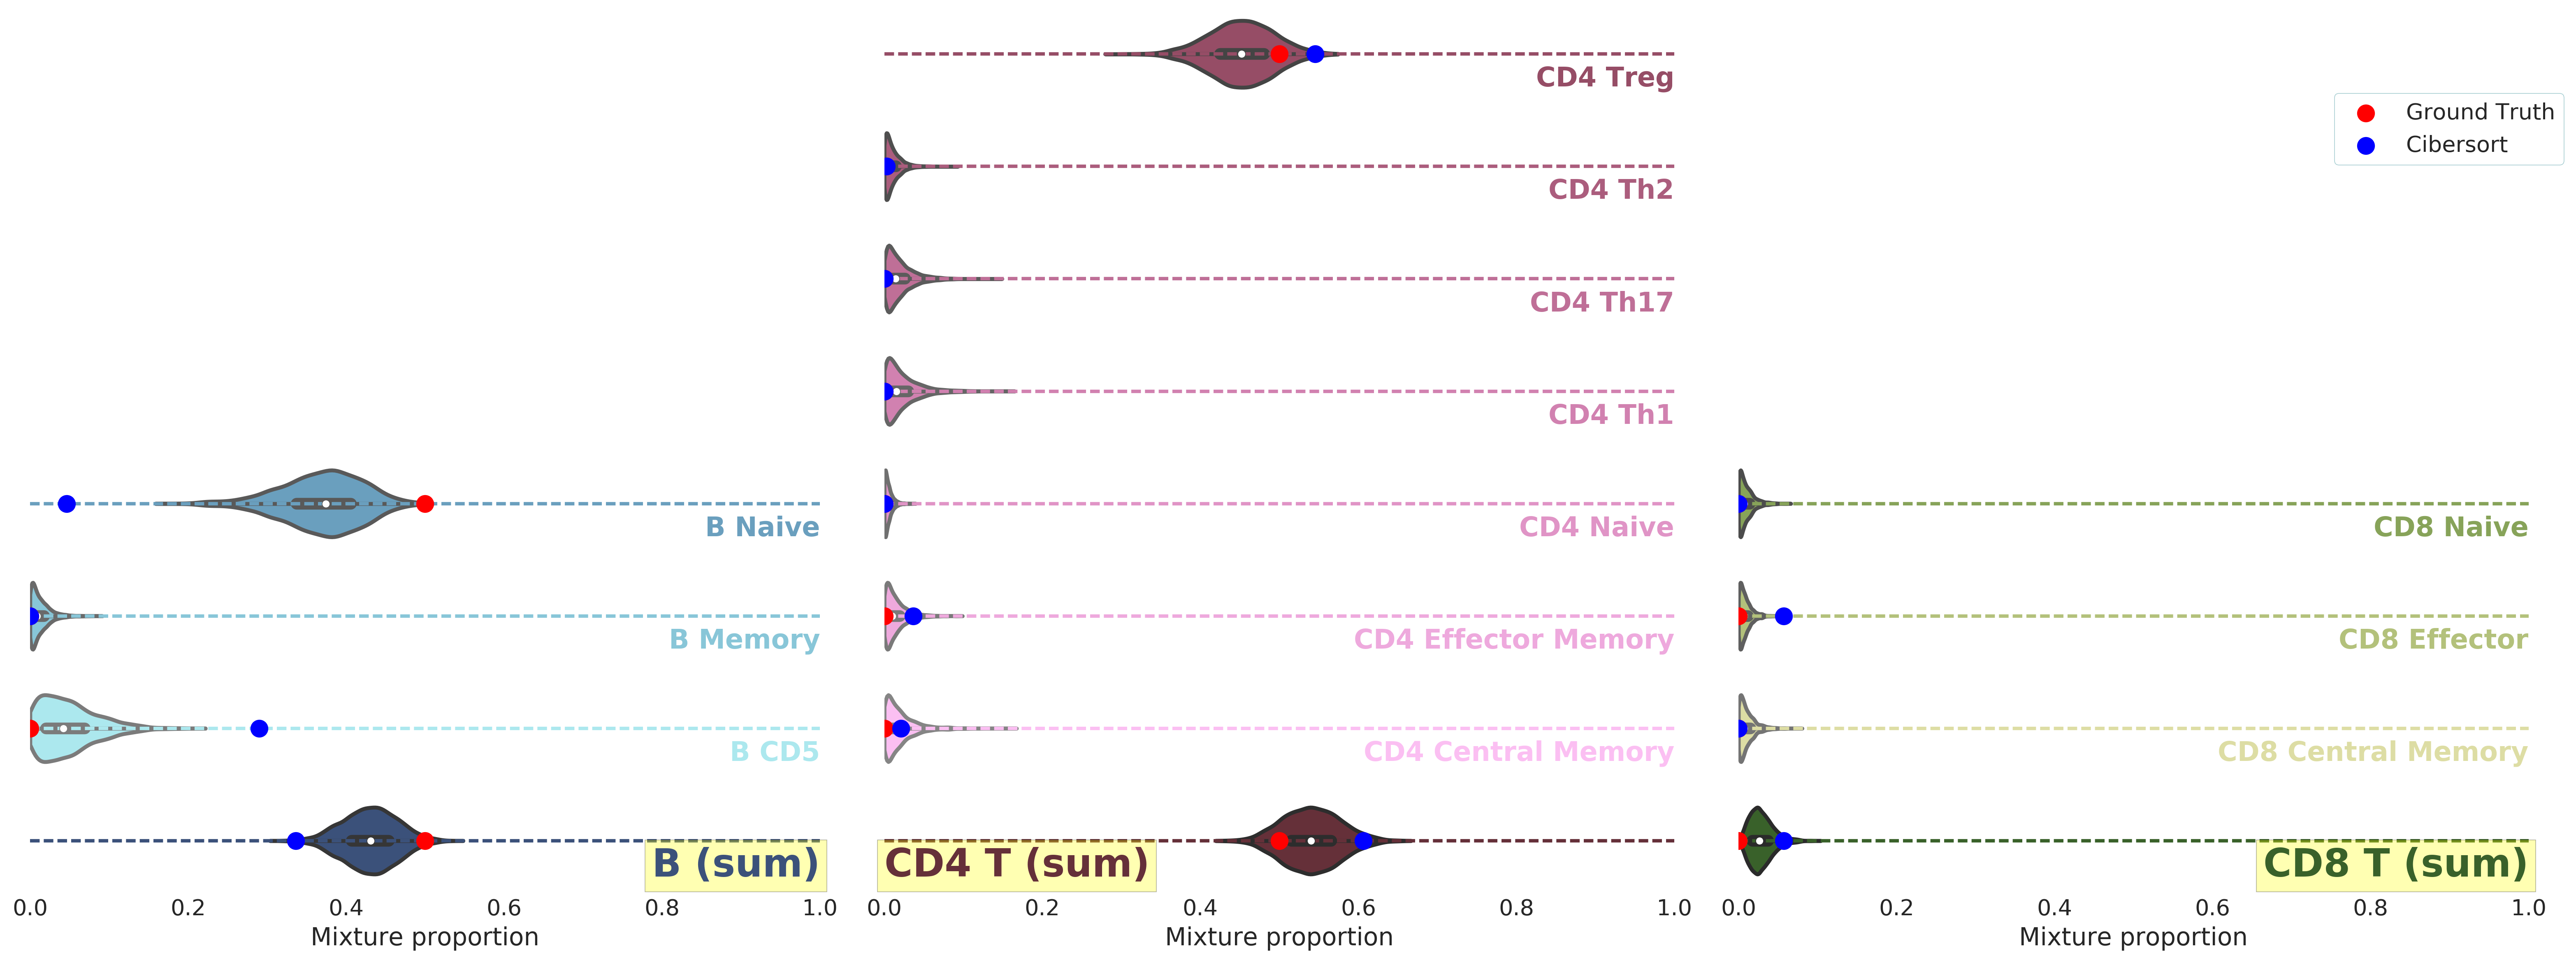 CD4 Treg
Ground Truth
Cibersort
CD4 Th2
CD4 Th17
CD4 Th1
B Naive
CD4 Naive
CD8 Naive
B Memory
CD4 Effector Memory
CD8 Effector
B CD5
CD4 Central Memory
CD8 Central Memory
B (sum)
CD4 T (sum)
CD8 T (sum)
0.0 0.2 0.4 0.6 0.8 1.0
0.0 0.2 0.4 0.6 0.8 1.0
0.0 0.2 0.4 0.6 0.8 1.0
Mixture proportion
Mixture proportion
Mixture proportion